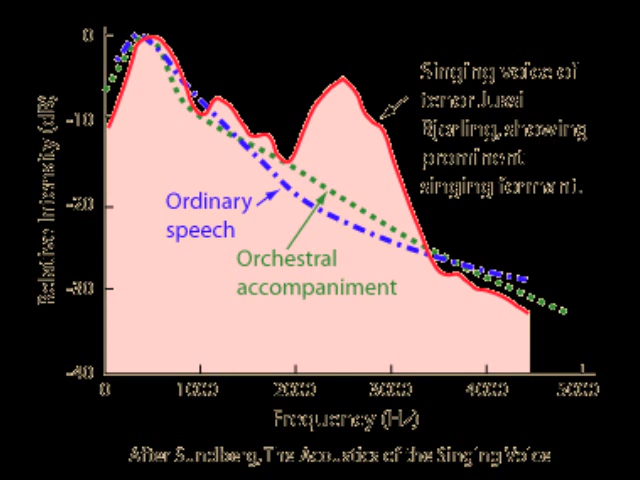 0
Singing voice of
tenor Jussi
Bjorling, showing
prominent
singing formant.
-10
Ordinary
speech
-20
Orchestral
accompaniment
-30
-40
Relative Intensity (dB)
0 1000 2000 3000 4000 5000
Frequency (Hz)
After Sundberg, The Acoustics of the Singing Voice